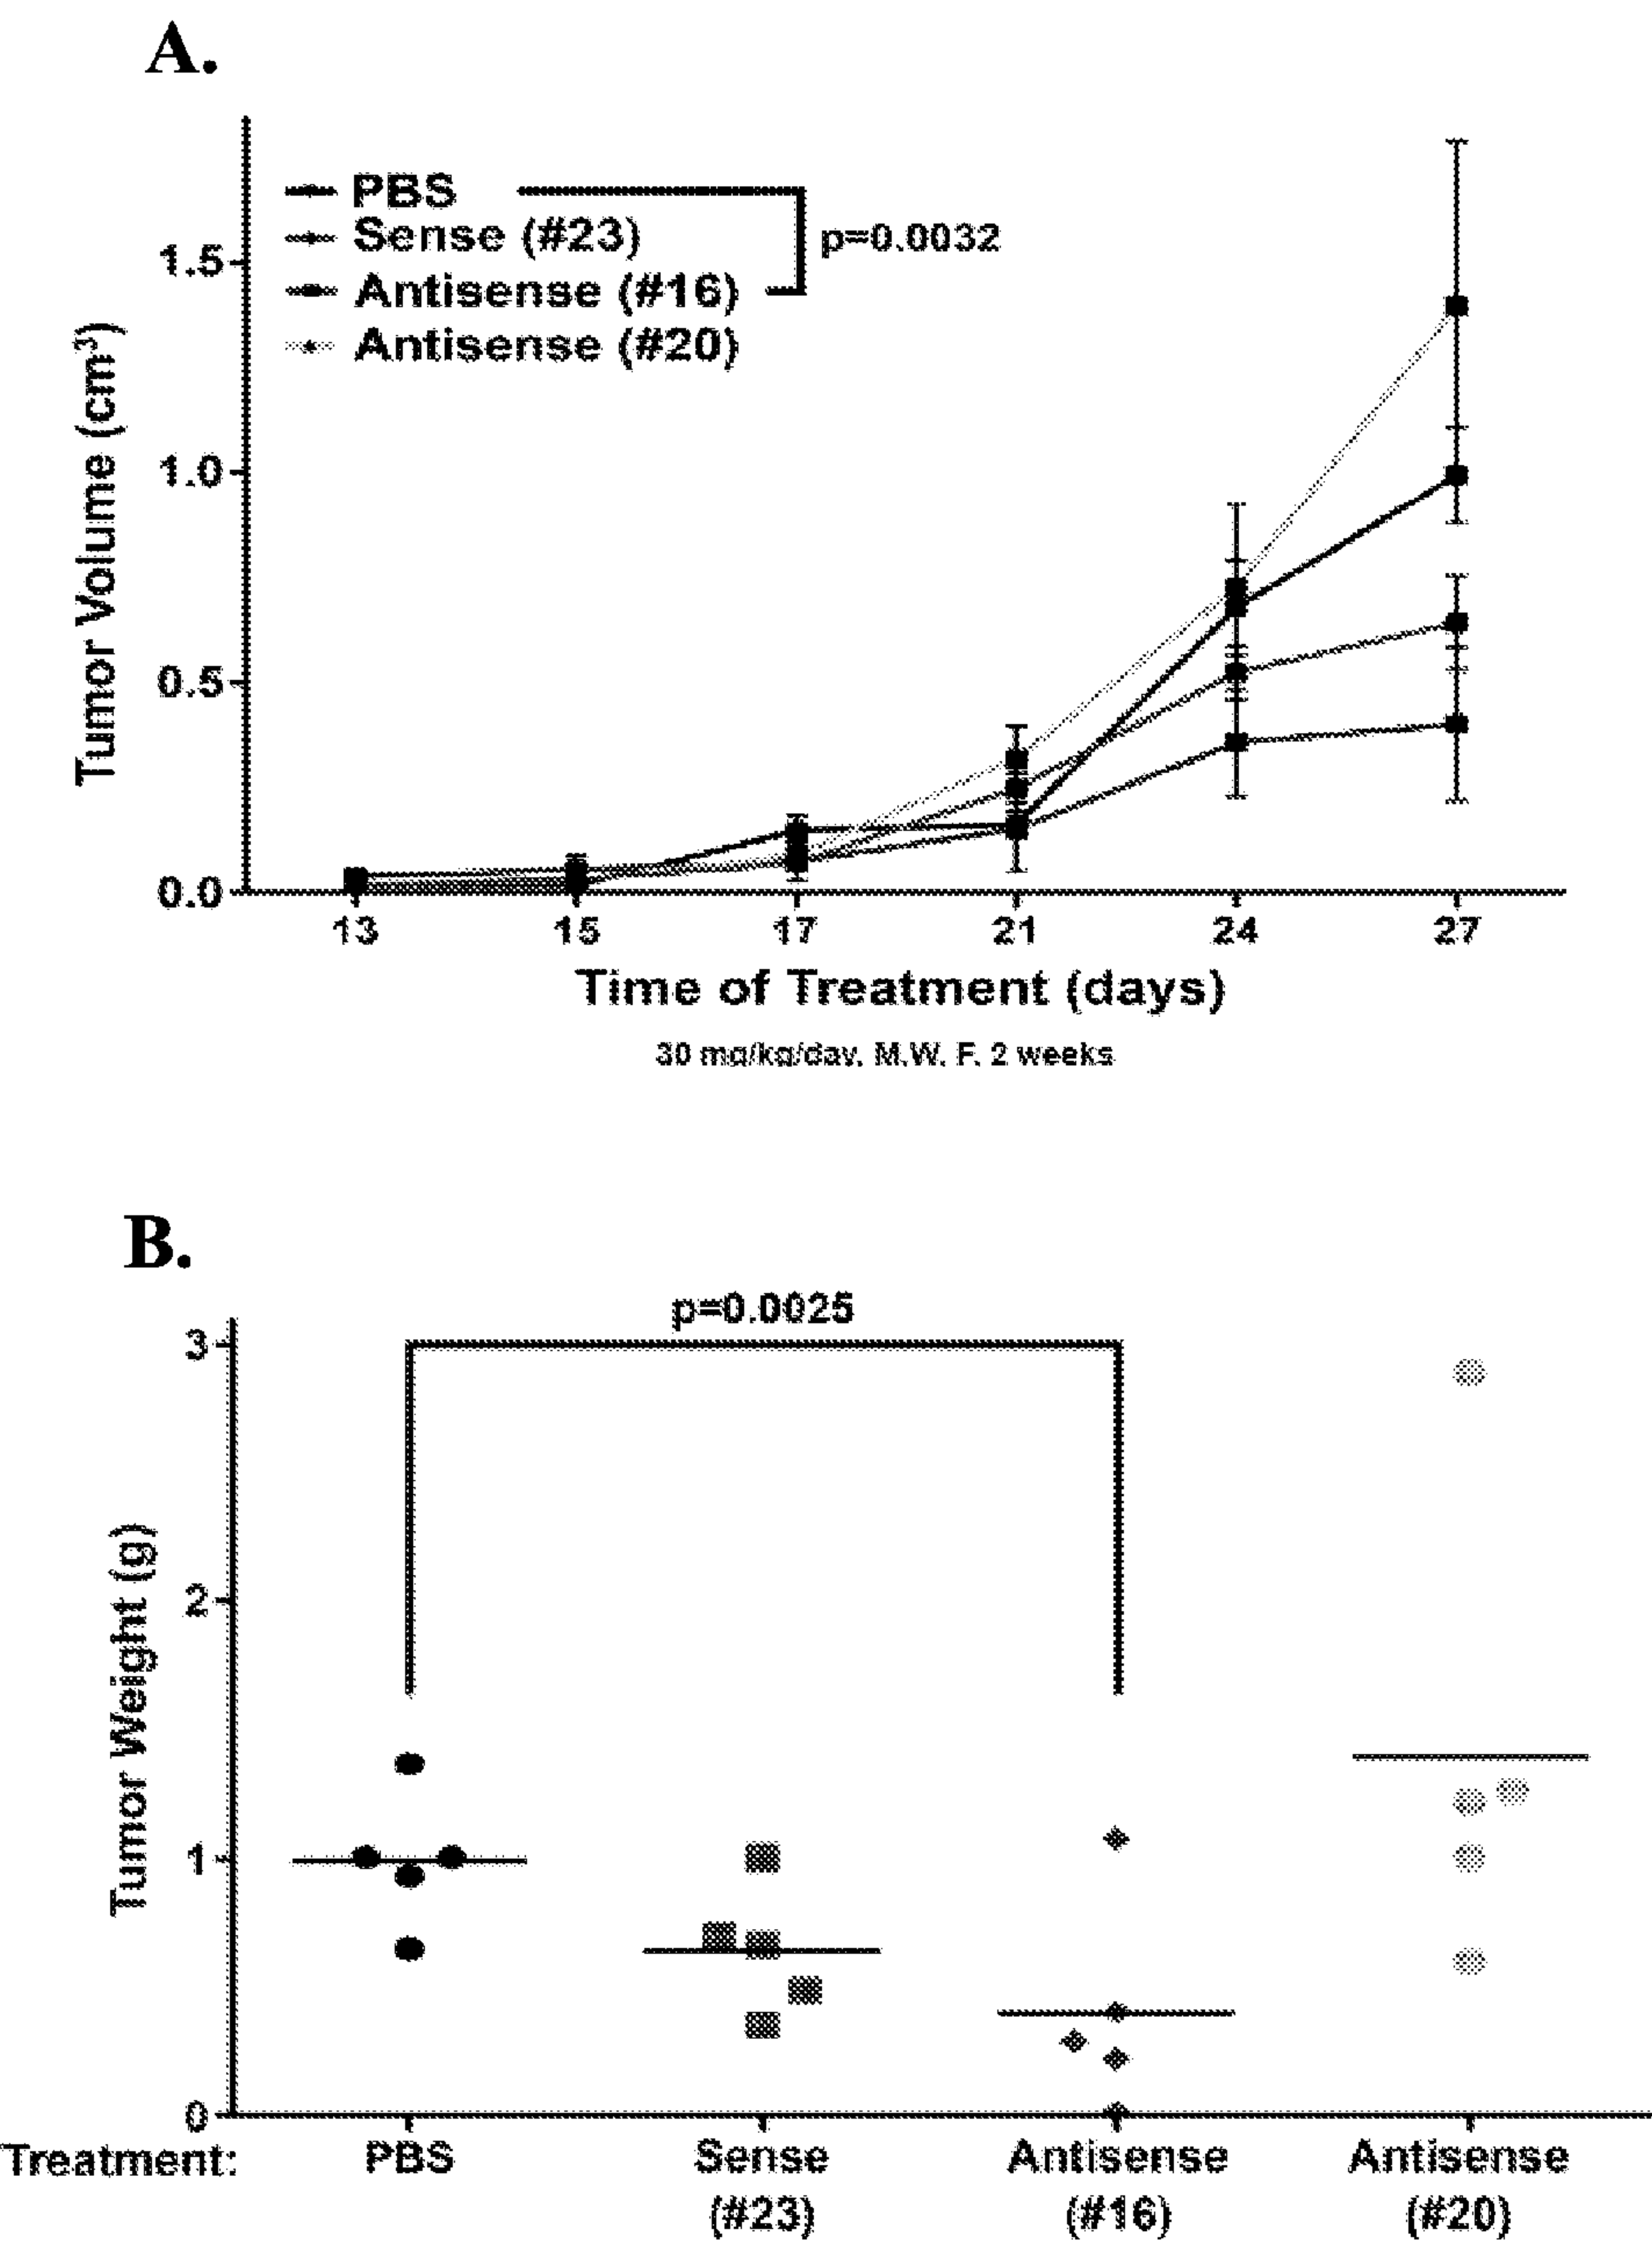 A.
PBS
Sense (#23)
p=0.0032
Antisense (#16)
Antisense (#20)
1.5
1.0
0.5
0.0
Tumor Volume (cm³)
13 15 17 21 24 27
Time of Treatment (days)
30 mg/kg/day, M.W, F, 2 weeks
B.
p=0.0025
3
2
1
0
Tumor Weight (g)
Treatment: PBS Sense Antisense Antisense
(#23) (#16) (#20)